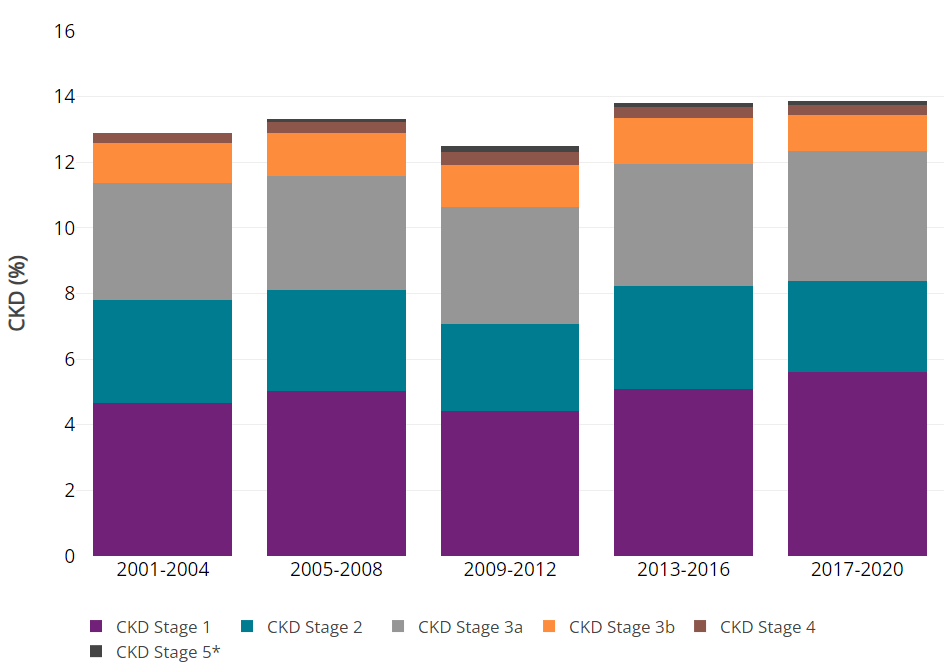 16
14
12
10
8
6
4
2
0
CKD (%)
2001-2004 2005-2008 2009-2012 2013-2016 2017-2020
CKD Stage 1 CKD Stage 2 CKD Stage 3a CKD Stage 3b CKD Stage 4
CKD Stage 5*